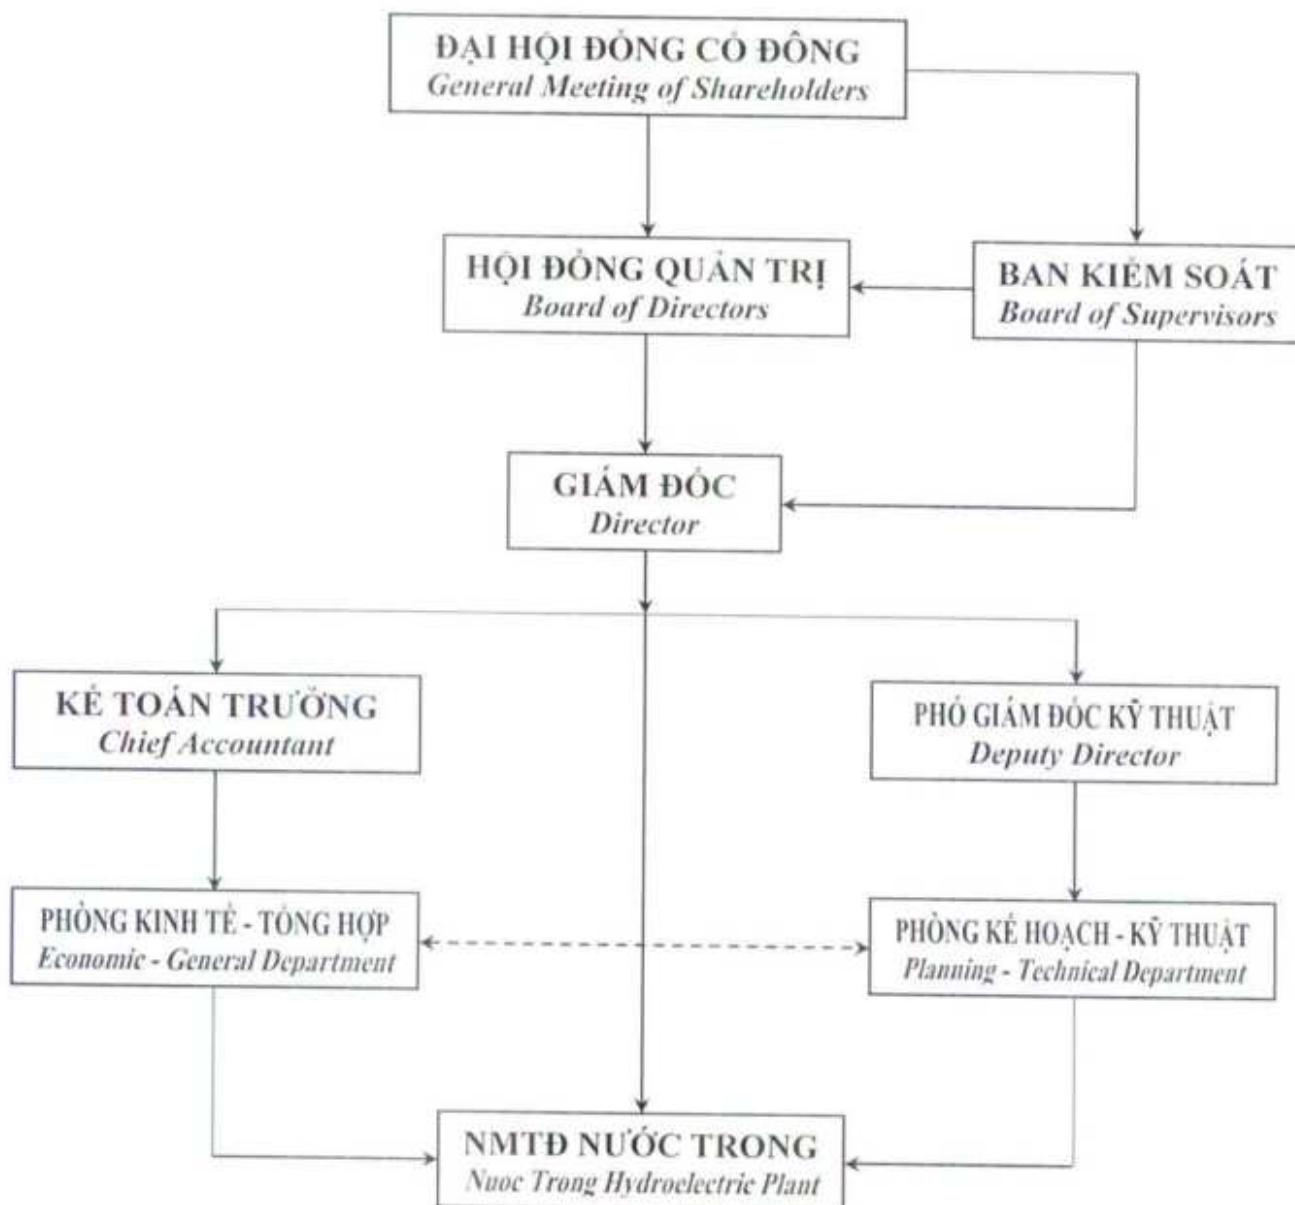 ĐẠI HỘI ĐỒNG CỔ ĐÔNG
General Meeting of Shareholders
HỘI ĐỒNG QUẢN TRỊ
Board of Directors
BAN KIỂM SOÁT
Board of Supervisors
GIÁM ĐỐC
Director
KẾ TOÁN TRƯỞNG
Chief Accountant
PHÓ GIÁM ĐỐC KỸ THUẬT
Deputy Director
PHÒNG KINH TẾ - TỔNG HỢP
Economic - General Department
PHÒNG KẾ HOẠCH - KỸ THUẬT
Planning - Technical Department
NMTĐ NƯỚC TRONG
Nuoc Trong Hydroelectric Plant